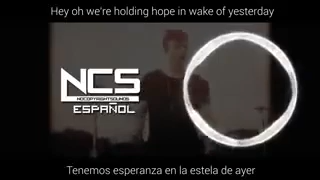 Hey oh we're holding hope in wake of yesterday
NCS
NOCOPYRIGHTSOUNDS
ESPAÑOL
Tenemos esperanza en la estela de ayer